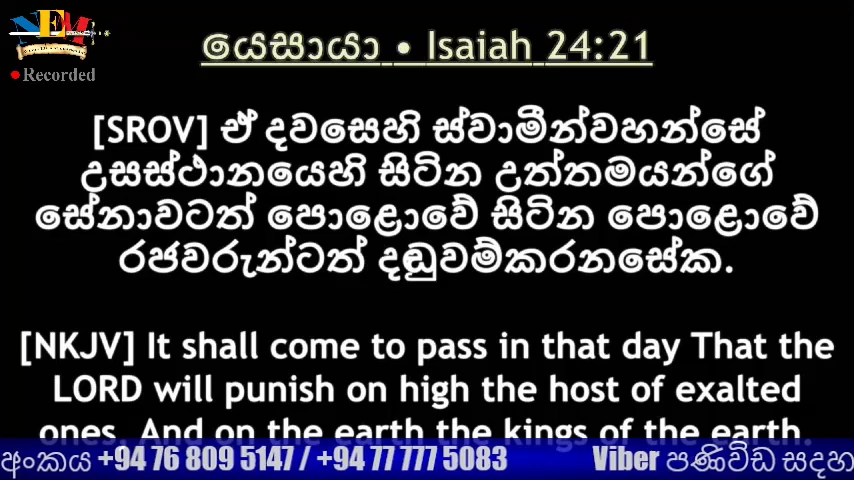 NEM
Recorded
යෙසායා • Isaiah 24:21
[SROV] ඒ දවසෙහි ස්වාමීන්වහන්සේ
උසස්ථානයෙහි සිටින උත්තමයන්ගේ
සේනාවටත් පොළොවේ සිටින පොළොවේ
රජවරුන්ටත් දඬුවම්කරනසේක.
[NKJV] It shall come to pass in that day That the
LORD will punish on high the host of exalted
ones, And on the earth the kings of the earth.
අංකය +94 76 809 5147 / +94 77 777 5083 Viber පණිවිඩ සදහ